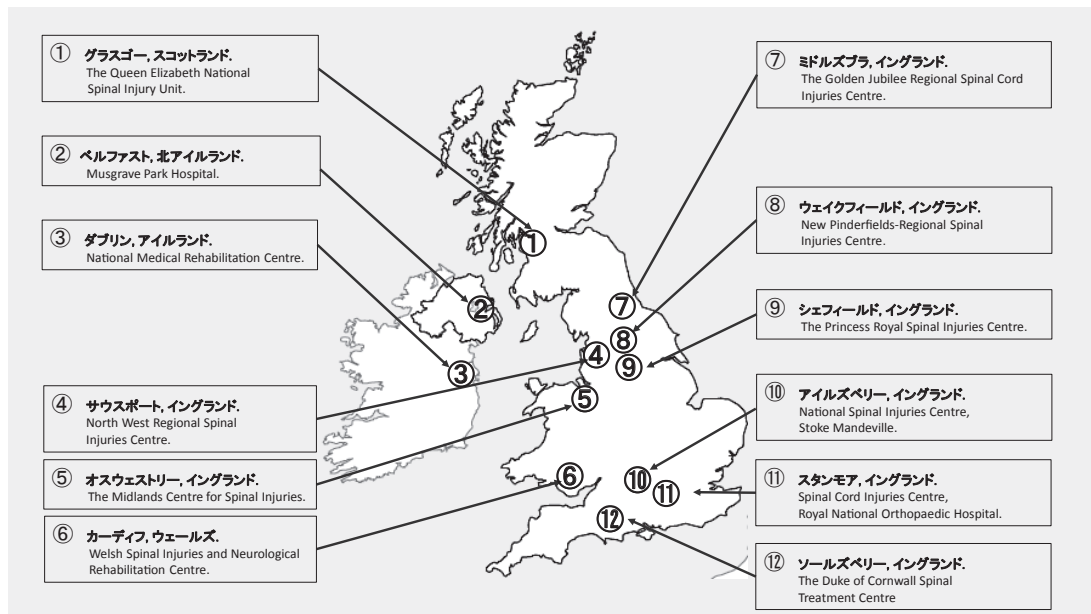 ① グラスゴー, スコットランド.
The Queen Elizabeth National
Spinal Injury Unit.
② ベルファスト, 北アイルランド.
Musgrave Park Hospital.
③ ダブリン, アイルランド.
National Medical Rehabilitation Centre.
④ サウスポート, イングランド.
North West Regional Spinal
Injuries Centre.
⑤ オスウェストリー, イングランド.
The Midlands Centre for Spinal Injuries.
⑥ カーディフ, ウェールズ.
Welsh Spinal Injuries and Neurological
Rehabilitation Centre.
①
②
③
④
⑤
⑥
⑦
⑧
⑨
⑩
⑪
⑫
⑦ ミドルズブラ, イングランド.
The Golden Jubilee Regional Spinal Cord
Injuries Centre.
⑧ ウェイクフィールド, イングランド.
New Pinderfields-Regional Spinal
Injuries Centre.
⑨ シェフィールド, イングランド.
The Princess Royal Spinal Injuries Centre.
⑩ アイルズベリー, イングランド.
National Spinal Injuries Centre,
Stoke Mandeville.
⑪ スタンモア, イングランド.
Spinal Cord Injuries Centre,
Royal National Orthopaedic Hospital.
⑫ ソールズベリー, イングランド.
The Duke of Cornwall Spinal
Treatment Centre